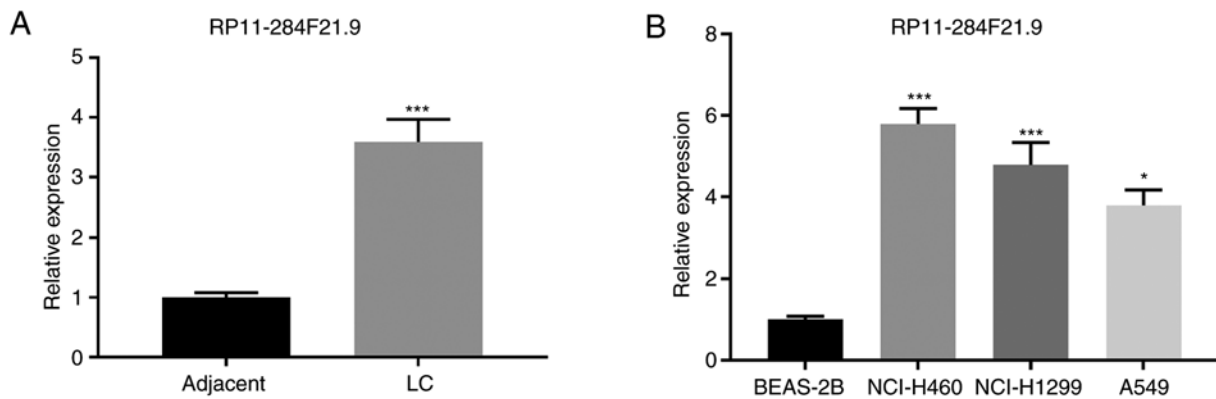 A
RP11-284F21.9
Relative expression
5
4
3
2
1
0
***
Adjacent LC
B
RP11-284F21.9
Relative expression
8
6
4
2
0
***
***
*
BEAS-2B NCI-H460 NCI-H1299 A549